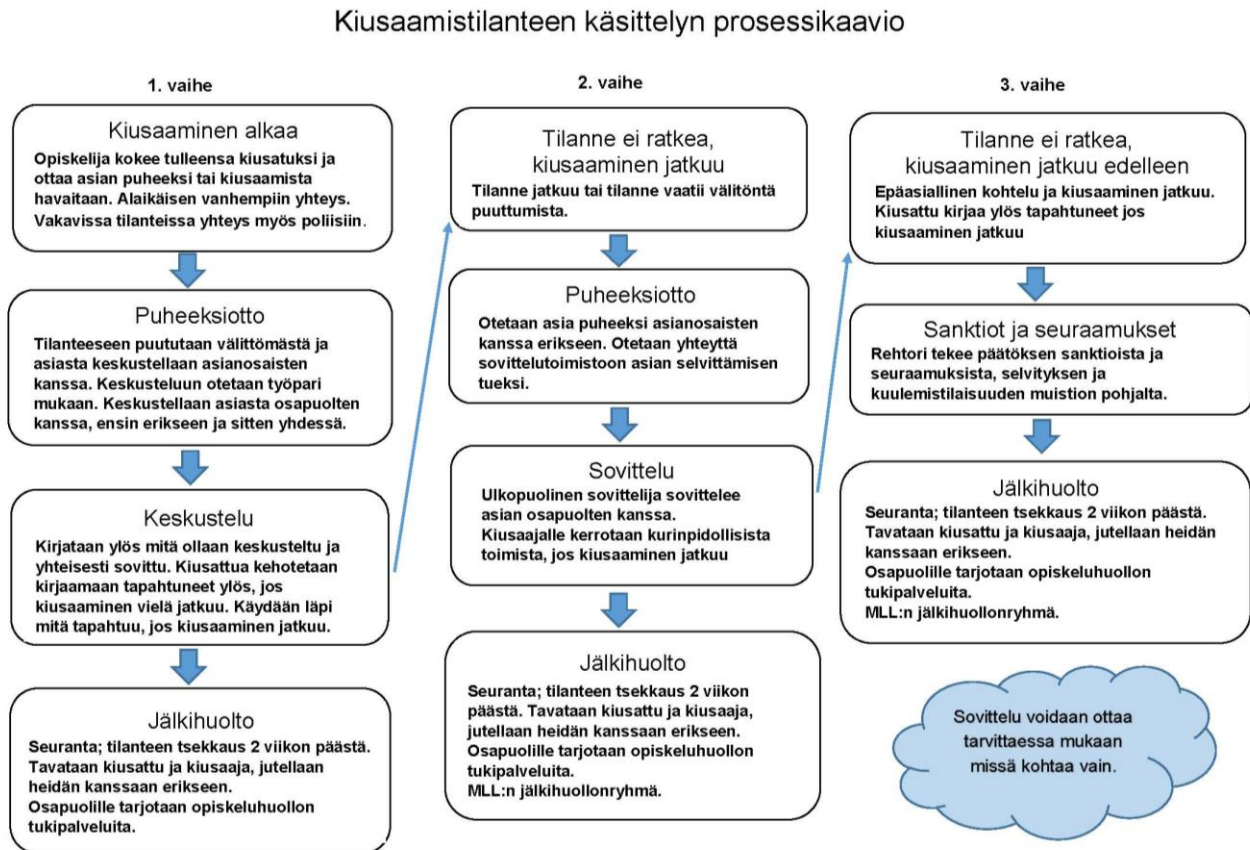 Kiusaamistilanteen käsittelyn prosessikaavio
1. vaihe
Kiusaaminen alkaa
Opiskelija kokee tulleensa kiusatuksi ja
ottaa asian puheeksi tai kiusaamista
havaitaan. Alaikäisen vanhempiin yhteys.
Vakavissa tilanteissa yhteys myös poliisiin.
Puheeksiotto
Tilanteeseen puututaan välittömästä ja
asiasta keskustellaan asianosaisten
kanssa. Keskusteluun otetaan työpari
mukaan. Keskustellaan asiasta osapuolten
kanssa, ensin erikseen ja sitten yhdessä.
Keskustelu
Kirjataan ylös mitä ollaan keskusteltu ja
yhteisesti sovittu. Kiusattua kehotetaan
kirjaamaan tapahtuneet ylös, jos
kiusaaminen vielä jatkuu. Käydään läpi
mitä tapahtuu, jos kiusaaminen jatkuu.
Jälkihuolto
Seuranta; tilanteen tsekkaus 2 viikon päästä.
Tavataan kiusattu ja kiusaaja, jutellaan
heidän kanssaan erikseen.
Osapuolille tarjotaan opiskeluhuollon
tukipalveluita.
2. vaihe
Tilanne ei ratkea,
kiusaaminen jatkuu
Tilanne jatkuu tai tilanne vaatii välitöntä
puuttumista.
Puheeksiotto
Otetaan asia puheeksi asianosaisten
kanssa erikseen. Otetaan yhteyttä
sovittelutoimistoon asian selvittämisen
tueksi.
Sovittelu
Ulkopuolinen sovittelija sovittelee
asian osapuolten kanssa.
Kiusaajalle kerrotaan kurinpidollisista
toimista, jos kiusaaminen jatkuu
Jälkihuolto
Seuranta; tilanteen tsekkaus 2 viikon
päästä. Tavataan kiusattu ja kiusaaja,
jutellaan heidän kanssaan erikseen.
Osapuolille tarjotaan opiskeluhuollon
tukipalveluita.
MLL:n jälkihuollonryhmä.
3. vaihe
Tilanne ei ratkea,
kiusaaminen jatkuu edelleen
Epäasiallinen kohtelu ja kiusaaminen jatkuu.
Kiusattu kirjaa ylös tapahtuneet jos
kiusaaminen jatkuu
Sanktiot ja seuraamukset
Rehtori tekee päätöksen sanktioista ja
seuraamuksista, selvityksen ja
kuulemistilaisuuden muistion pohjalta.
Jälkihuolto
Seuranta; tilanteen tsekkaus 2 viikon päästä.
Tavataan kiusattu ja kiusaaja, jutellaan heidän
kanssaan erikseen.
Osapuolille tarjotaan opiskeluhuollon
tukipalveluita.
MLL:n jälkihuollonryhmä.
Sovittelu voidaan ottaa
tarvittaessa mukaan
missä kohtaa vain.